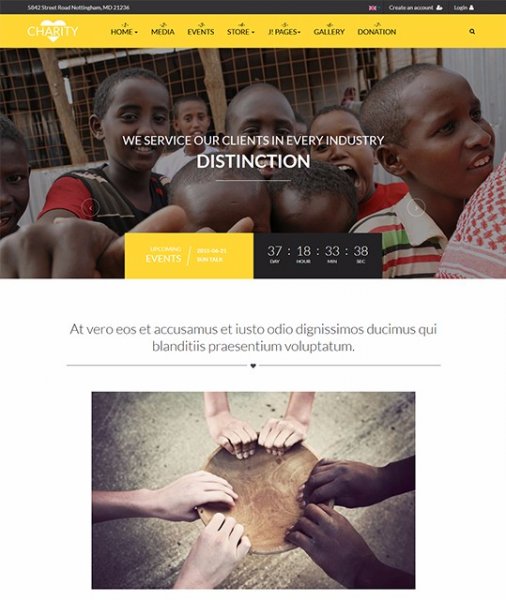 5842 Street Road Nottingham, MD 21236
Create an account
Login
CHARITY
HOME MEDIA EVENTS STORE J! PAGES GALLERY DONATION
WE SERVICE OUR CLIENTS IN EVERY INDUSTRY
DISTINCTION
UPCOMING
EVENTS
2015-06-21
SUB TALK
37 : 18 : 33 : 38
DAY HOUR MIN SEC
At vero eos et accusamus et iusto odio dignissimos ducimus qui
blanditiis praesentium voluptatum.